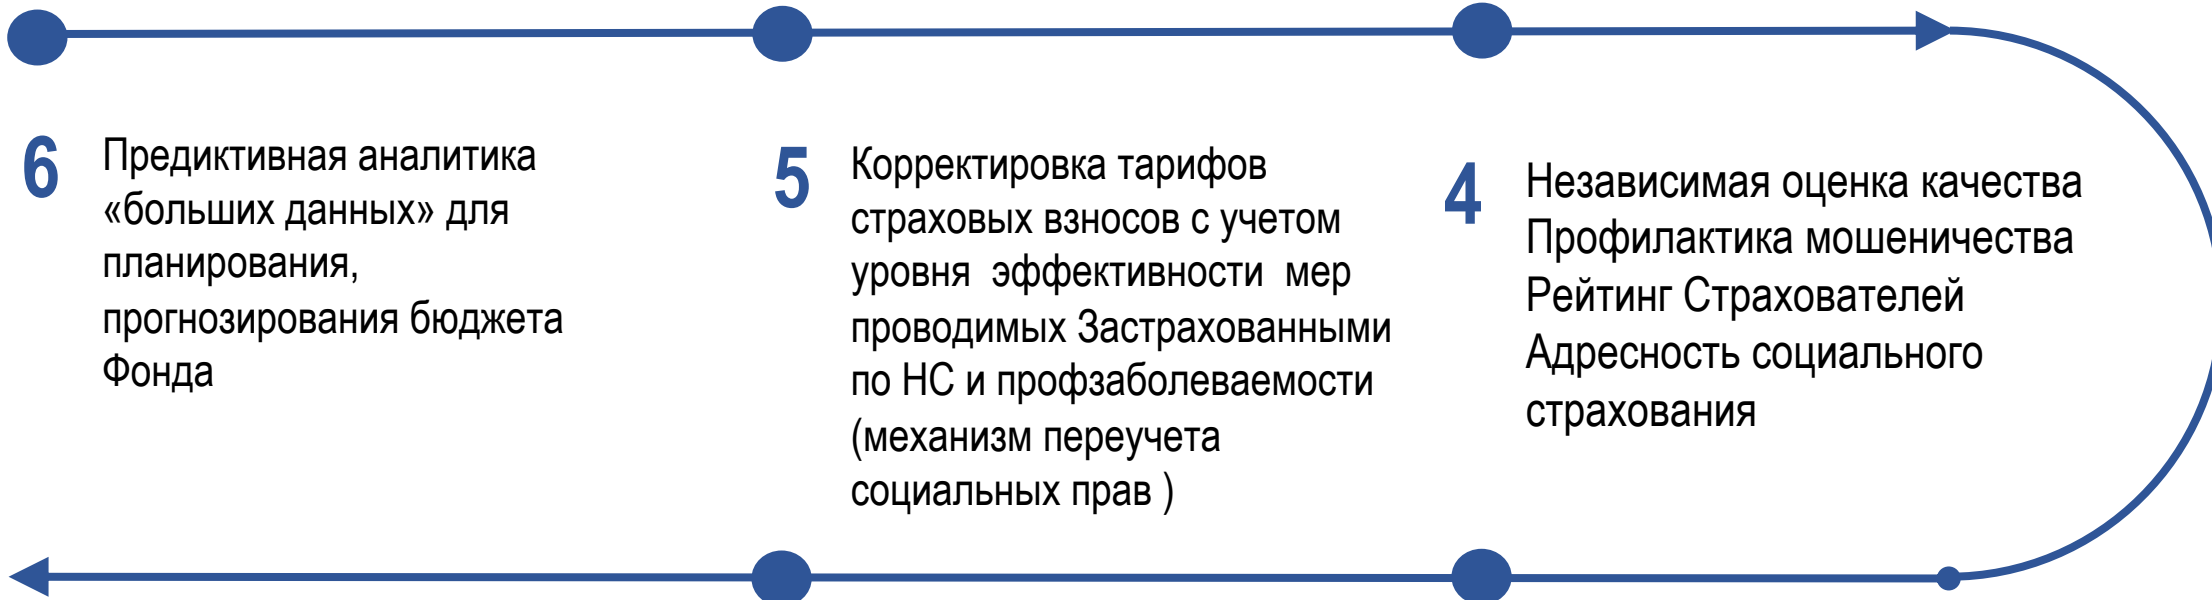 6
Предиктивная аналитика
«больших данных» для
планирования,
прогнозирования бюджета
Фонда
5
Корректировка тарифов
страховых взносов с учетом
уровня эффективности мер
проводимых Застрахованными
по НС и профзаболеваемости
(механизм переучета
социальных прав )
4
Независимая оценка качества
Профилактика мошеничества
Рейтинг Страхователей
Адресность социального
страхования